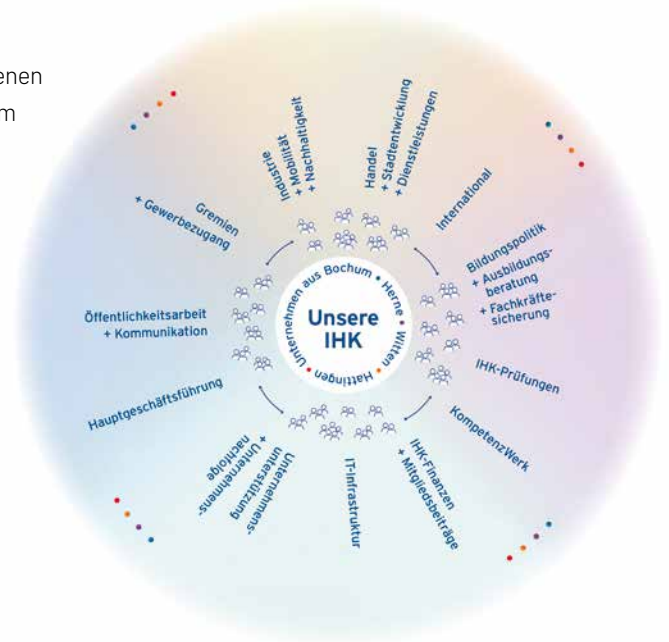 enen
m
Industrie
+ Mobilität
+ Nachhaltigkeit
Handel
+ Stadtentwicklung
+ Dienstleistungen
International
Bildungspolitik
+ Ausbildungs-
beratung
+ Fachkräfte-
sicherung
IHK-Prüfungen
KompetenzWerk
IHK-Finanzen
+ Mitgliedsbeiträge
IT-Infrastruktur
Unternehmens-
unterstützung
+ Unternehmens-
nachfolge
Hauptgeschäftsführung
Öffentlichkeitsarbeit
+ Kommunikation
Gremien
+ Gewerbezugang
Unternehmen aus Bochum • Herne • Witten • Hattingen •
Unsere
IHK